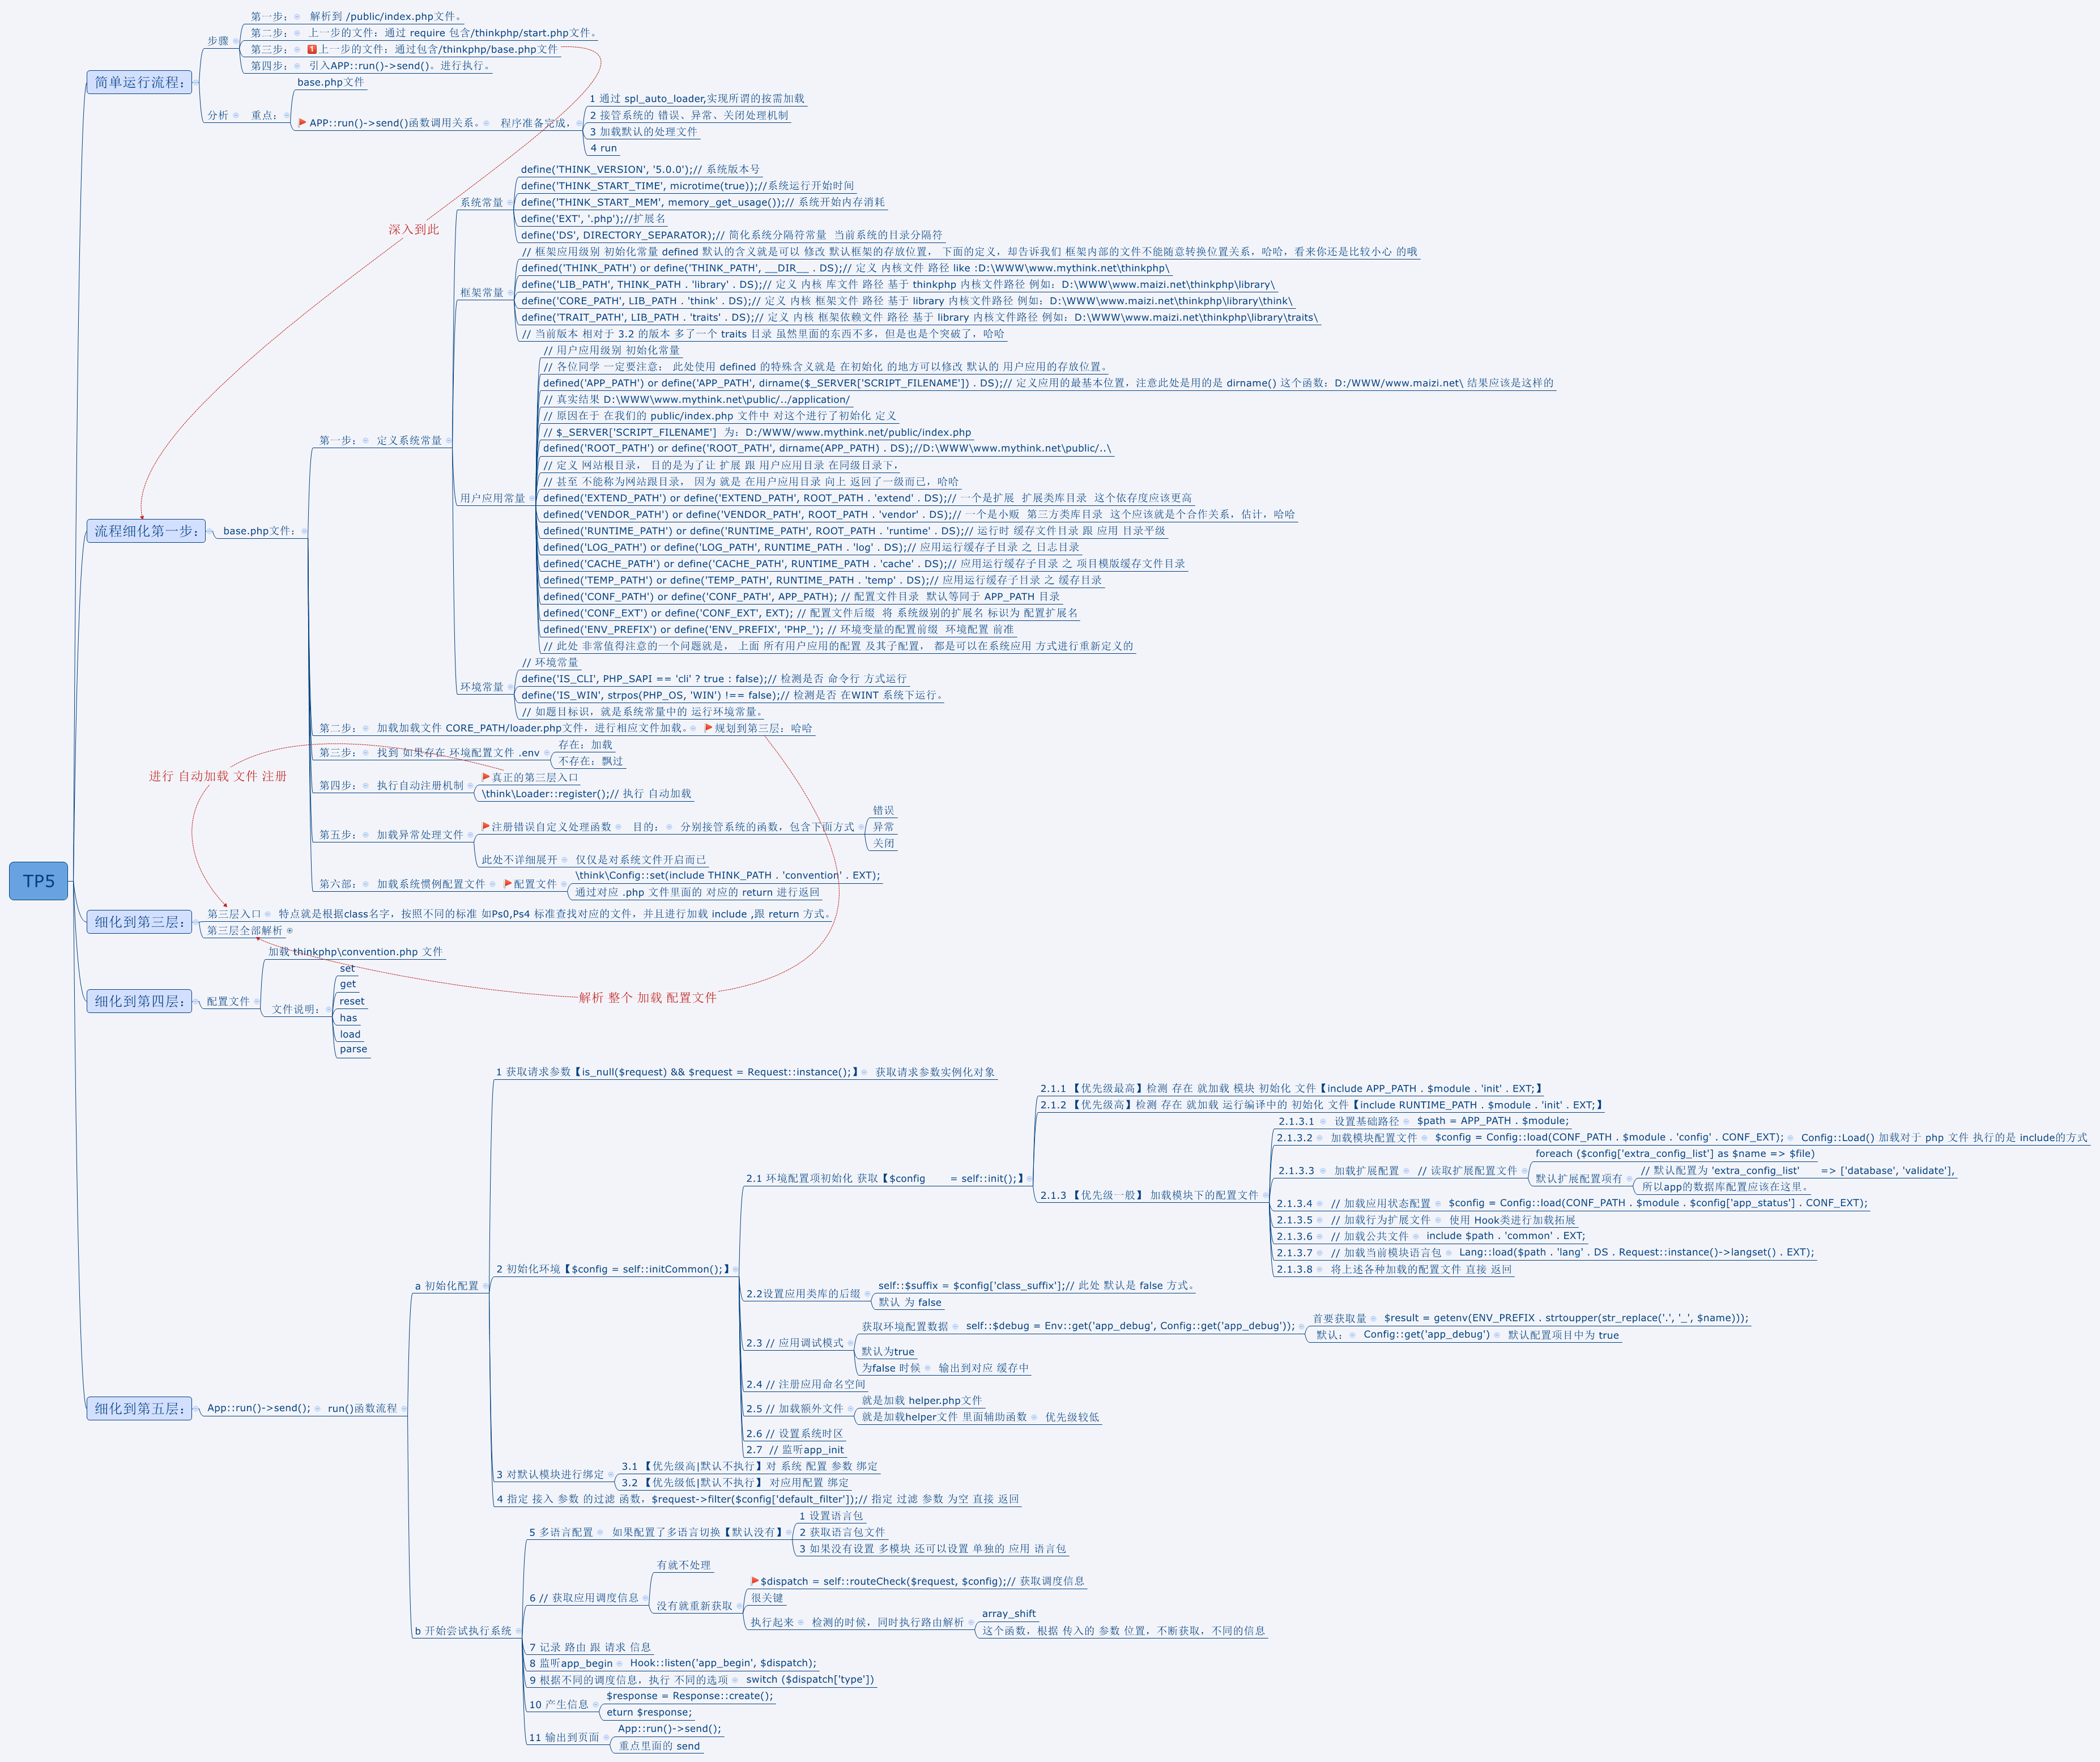 TP5
简单运行流程：
步骤
第一步： 解析到 /public/index.php文件。
第二步： 上一步的文件：通过 require 包含/thinkphp/start.php文件。
第三步： 1 上一步的文件：通过包含/thinkphp/base.php文件
第四步： 引入APP::run()->send()。进行执行。
分析 重点：
base.php文件
APP::run()->send()函数调用关系。 程序准备完成，
1 通过 spl_auto_loader,实现所谓的按需加载
2 接管系统的 错误、异常、关闭处理机制
3 加载默认的处理文件
4 run
深入到此
流程细化第一步：
base.php文件：
第一步： 定义系统常量
系统常量
define('THINK_VERSION', '5.0.0');// 系统版本号
define('THINK_START_TIME', microtime(true));//系统运行开始时间
define('THINK_START_MEM', memory_get_usage());// 系统开始内存消耗
define('EXT', '.php');//扩展名
define('DS', DIRECTORY_SEPARATOR);// 简化系统分隔符常量 当前系统的目录分隔符
框架常量
// 框架应用级别 初始化常量 defined 默认的含义就是可以 修改 默认框架的存放位置， 下面的定义，却告诉我们 框架内部的文件不能随意转换位置关系，哈哈，看来你还是比较小心 的哦
defined('THINK_PATH') or define('THINK_PATH', __DIR__ . DS);// 定义 内核文件 路径 like :D:\WWW\www.mythink.net\thinkphp\
define('LIB_PATH', THINK_PATH . 'library' . DS);// 定义 内核 库文件 路径 基于 thinkphp 内核文件路径 例如：D:\WWW\www.maizi.net\thinkphp\library\
define('CORE_PATH', LIB_PATH . 'think' . DS);// 定义 内核 框架文件 路径 基于 library 内核文件路径 例如：D:\WWW\www.maizi.net\thinkphp\library\think\
define('TRAIT_PATH', LIB_PATH . 'traits' . DS);// 定义 内核 框架依赖文件 路径 基于 library 内核文件路径 例如：D:\WWW\www.maizi.net\thinkphp\library\traits\
// 当前版本 相对于 3.2 的版本 多了一个 traits 目录 虽然里面的东西不多，但是也是个突破了，哈哈
用户应用常量
// 用户应用级别 初始化常量
// 各位同学 一定要注意： 此处使用 defined 的特殊含义就是 在初始化 的地方可以修改 默认的 用户应用的存放位置。
defined('APP_PATH') or define('APP_PATH', dirname($_SERVER['SCRIPT_FILENAME']) . DS);// 定义应用的最基本位置，注意此处是用的是 dirname() 这个函数：D:/WWW/www.maizi.net\ 结果应该是这样的
// 真实结果 D:\WWW\www.mythink.net\public/../application/
// 原因在于 在我们的 public/index.php 文件中 对这个进行了初始化 定义
// $_SERVER['SCRIPT_FILENAME'] 为：D:/WWW/www.mythink.net/public/index.php
defined('ROOT_PATH') or define('ROOT_PATH', dirname(APP_PATH) . DS);//D:\WWW\www.mythink.net\public/..\
// 定义 网站根目录， 目的是为了让 扩展 跟 用户应用目录 在同级目录下，
// 甚至 不能称为网站跟目录， 因为 就是 在用户应用目录 向上 返回了一级而已，哈哈
defined('EXTEND_PATH') or define('EXTEND_PATH', ROOT_PATH . 'extend' . DS);// 一个是扩展 扩展类库目录 这个依存度应该更高
defined('VENDOR_PATH') or define('VENDOR_PATH', ROOT_PATH . 'vendor' . DS);// 一个是小贩 第三方类库目录 这个应该就是个合作关系，估计，哈哈
defined('RUNTIME_PATH') or define('RUNTIME_PATH', ROOT_PATH . 'runtime' . DS);// 运行时 缓存文件目录 跟 应用 目录平级
defined('LOG_PATH') or define('LOG_PATH', RUNTIME_PATH . 'log' . DS);// 应用运行缓存子目录 之 日志目录
defined('CACHE_PATH') or define('CACHE_PATH', RUNTIME_PATH . 'cache' . DS);// 应用运行缓存子目录 之 项目模版缓存文件目录
defined('TEMP_PATH') or define('TEMP_PATH', RUNTIME_PATH . 'temp' . DS);// 应用运行缓存子目录 之 缓存目录
defined('CONF_PATH') or define('CONF_PATH', APP_PATH); // 配置文件目录 默认等同于 APP_PATH 目录
defined('CONF_EXT') or define('CONF_EXT', EXT); // 配置文件后缀 将 系统级别的扩展名 标识为 配置扩展名
defined('ENV_PREFIX') or define('ENV_PREFIX', 'PHP_'); // 环境变量的配置前缀 环境配置 前准
// 此处 非常值得注意的一个问题就是， 上面 所有用户应用的配置 及其子配置， 都是可以在系统应用 方式进行重新定义的
环境常量
// 环境常量
define('IS_CLI', PHP_SAPI == 'cli' ? true : false);// 检测是否 命令行 方式运行
define('IS_WIN', strpos(PHP_OS, 'WIN') !== false);// 检测是否 在WINT 系统下运行。
// 如题目标识，就是系统常量中的 运行环境常量。
第二步： 加载加载文件 CORE_PATH/loader.php文件，进行相应文件加载。 规划到第三层：哈哈
第三步： 找到 如果存在 环境配置文件 .env
存在：加载
不存在：飘过
第四步： 执行自动注册机制
真正的第三层入口
\think\Loader::register();// 执行 自动加载
进行 自动加载 文件 注册
第五步： 加载异常处理文件
注册错误自定义处理函数 目的： 分别接管系统的函数，包含下面方式
错误
异常
关闭
此处不详细展开 仅仅是对系统文件开启而已
第六部： 加载系统惯例配置文件 配置文件
\think\Config::set(include THINK_PATH . 'convention' . EXT);
通过对应 .php 文件里面的 对应的 return 进行返回
细化到第三层：
第三层入口 特点就是根据class名字，按照不同的标准 如Ps0,Ps4 标准查找对应的文件，并且进行加载 include ,跟 return 方式。
第三层全部解析
解析 整个 加载 配置文件
细化到第四层：
配置文件
加载 thinkphp\convention.php 文件
文件说明：
set
get
reset
has
load
parse
细化到第五层：
App::run()->send(); run()函数流程
a 初始化配置
1 获取请求参数【is_null($request) && $request = Request::instance();】 获取请求参数实例化对象
2 初始化环境【$config = self::initCommon();】
2.1 环境配置项初始化 获取【$config = self::init();】
2.1.1 【优先级最高】检测 存在 就加载 模块 初始化 文件【include APP_PATH . $module . 'init' . EXT;】
2.1.2 【优先级高】检测 存在 就加载 运行编译中的 初始化 文件【include RUNTIME_PATH . $module . 'init' . EXT;】
2.1.3 【优先级一般】 加载模块下的配置文件
2.1.3.1 设置基础路径 $path = APP_PATH . $module;
2.1.3.2 加载模块配置文件 $config = Config::load(CONF_PATH . $module . 'config' . CONF_EXT); Config::Load() 加载对于 php 文件 执行的是 include的方式
2.1.3.3 加载扩展配置 // 读取扩展配置文件
foreach ($config['extra_config_list'] as $name => $file)
默认扩展配置项有
// 默认配置为 'extra_config_list' => ['database', 'validate'],
所以app的数据库配置应该在这里。
2.1.3.4 // 加载应用状态配置 $config = Config::load(CONF_PATH . $module . $config['app_status'] . CONF_EXT);
2.1.3.5 // 加载行为扩展文件 使用 Hook类进行加载拓展
2.1.3.6 // 加载公共文件 include $path . 'common' . EXT;
2.1.3.7 // 加载当前模块语言包 Lang::load($path . 'lang' . DS . Request::instance()->langset() . EXT);
2.1.3.8 将上述各种加载的配置文件 直接 返回
2.2设置应用类库的后缀
self::$suffix = $config['class_suffix'];// 此处 默认是 false 方式。
默认 为 false
2.3 // 应用调试模式
获取环境配置数据 self::$debug = Env::get('app_debug', Config::get('app_debug'));
首要获取量 $result = getenv(ENV_PREFIX . strtoupper(str_replace('.', '_', $name)));
默认： Config::get('app_debug') 默认配置项目中为 true
默认为true
为false 时候 输出到对应 缓存中
2.4 // 注册应用命名空间
2.5 // 加载额外文件
就是加载 helper.php文件
就是加载helper文件 里面辅助函数 优先级较低
2.6 // 设置系统时区
2.7 // 监听app_init
3 对默认模块进行绑定
3.1 【优先级高|默认不执行】对 系统 配置 参数 绑定
3.2 【优先级低|默认不执行】 对应用配置 绑定
4 指定 接入 参数 的过滤 函数，$request->filter($config['default_filter']);// 指定 过滤 参数 为空 直接 返回
b 开始尝试执行系统
5 多语言配置 如果配置了多语言切换【默认没有】
1 设置语言包
2 获取语言包文件
3 如果没有设置 多模块 还可以设置 单独的 应用 语言包
6 // 获取应用调度信息
有就不处理
没有就重新获取
$dispatch = self::routeCheck($request, $config);// 获取调度信息
很关键
执行起来 检测的时候，同时执行路由解析
array_shift
这个函数，根据 传入的 参数 位置，不断获取，不同的信息
7 记录 路由 跟 请求 信息
8 监听app_begin Hook::listen('app_begin', $dispatch);
9 根据不同的调度信息，执行 不同的选项 switch ($dispatch['type'])
10 产生信息
$response = Response::create();
eturn $response;
11 输出到页面
App::run()->send();
重点里面的 send